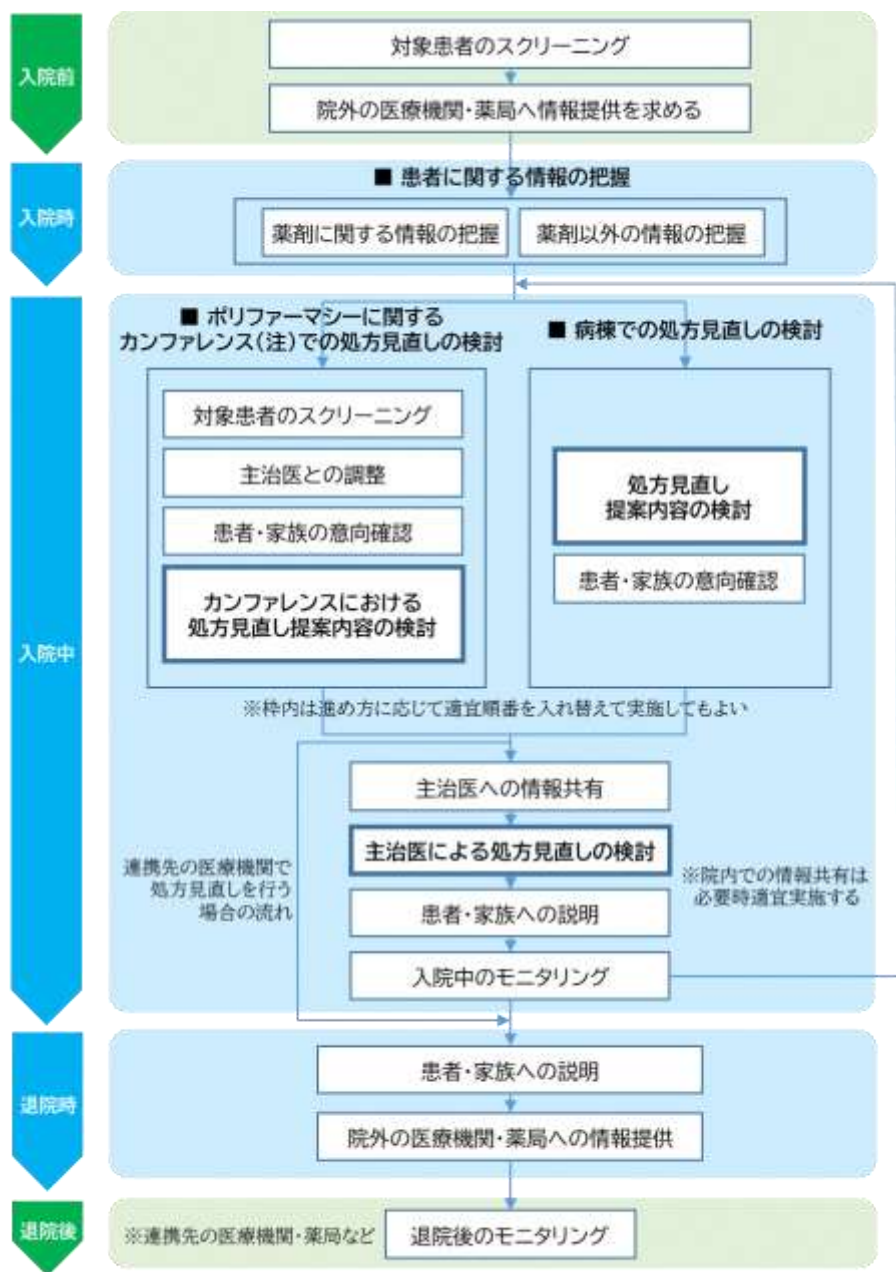 入院前
対象患者のスクリーニング
院外の医療機関・薬局へ情報提供を求める
入院時
■ 患者に関する情報の把握
薬剤に関する情報の把握
薬剤以外の情報の把握
入院中
■ ポリファーマシーに関する
カンファレンス(注)での処方見直しの検討
対象患者のスクリーニング
主治医との調整
患者・家族の意向確認
カンファレンスにおける
処方見直し提案内容の検討
■ 病棟での処方見直しの検討
処方見直し
提案内容の検討
患者・家族の意向確認
※枠内は進め方に応じて適宜順番を入れ替えて実施してもよい
主治医への情報共有
主治医による処方見直しの検討
患者・家族への説明
入院中のモニタリング
連携先の医療機関で
処方見直しを行う
場合の流れ
※院内での情報共有は
必要時適宜実施する
退院時
患者・家族への説明
院外の医療機関・薬局への情報提供
退院後
※連携先の医療機関・薬局など
退院後のモニタリング